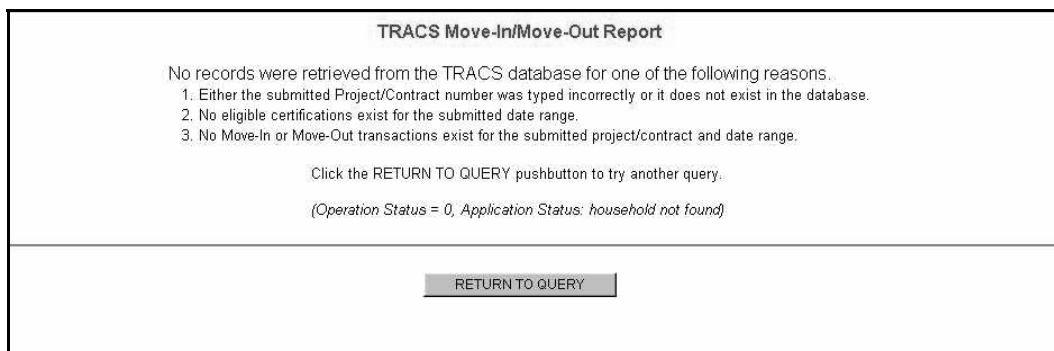 TRACS Move-In/Move-Out Report
No records were retrieved from the TRACS database for one of the following reasons.
1. Either the submitted Project/Contract number was typed incorrectly or it does not exist in the database.
2. No eligible certifications exist for the submitted date range.
3. No Move-In or Move-Out transactions exist for the submitted project/contract and date range.
Click the RETURN TO QUERY pushbutton to try another query.
(Operation Status = 0, Application Status: household not found)
RETURN TO QUERY